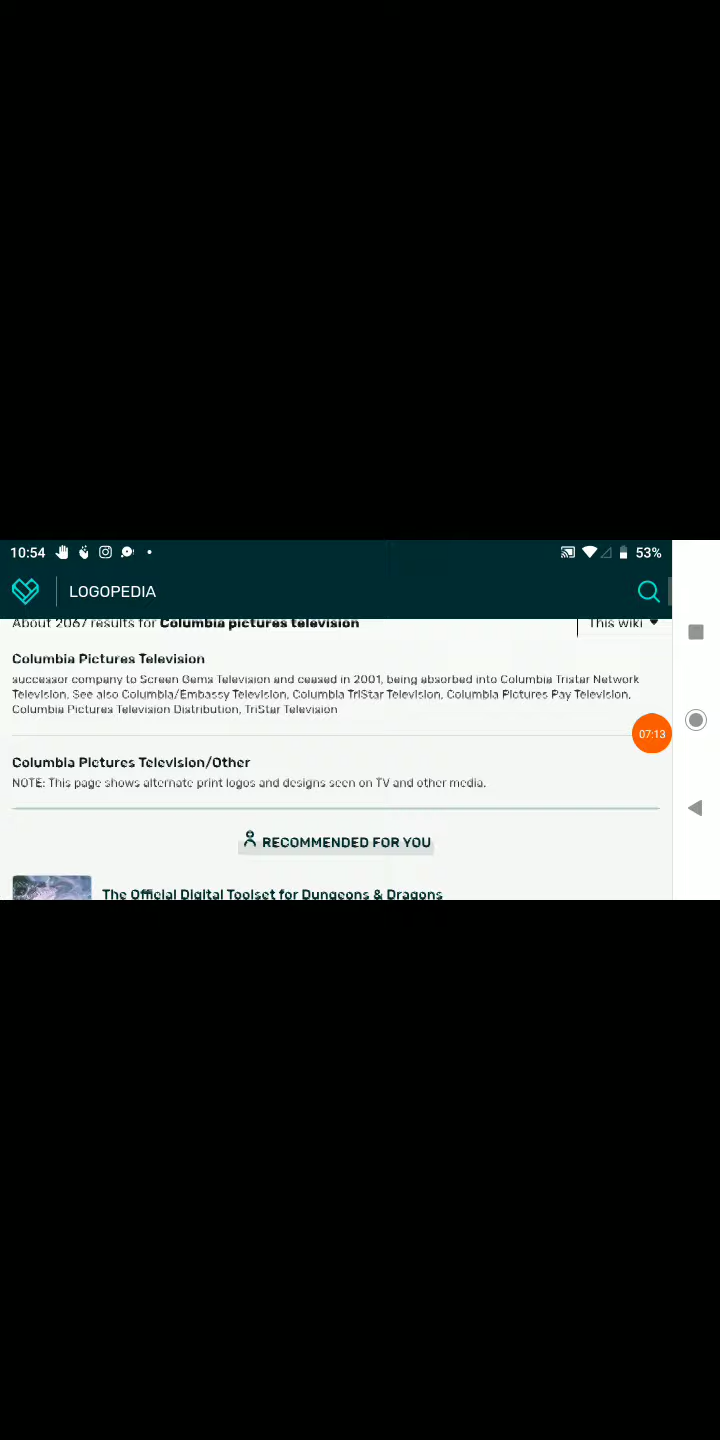 10:54 53%
LOGOPEDIA
About 2067 results for Columbia pictures television This wiki
Columbia Pictures Television
successor company to Screen Gems Television and ceased in 2001, being absorbed into Columbia Tristar Network
Television. See also Columbia/Embassy Television, Columbia TriStar Television, Columbia Pictures Pay Television,
Columbia Pictures Television Distribution, TriStar Television
07:13
Columbia Pictures Television/Other
NOTE: This page shows alternate print logos and designs seen on TV and other media.
RECOMMENDED FOR YOU
The Official Digital Toolset for Dungeons & Dragons